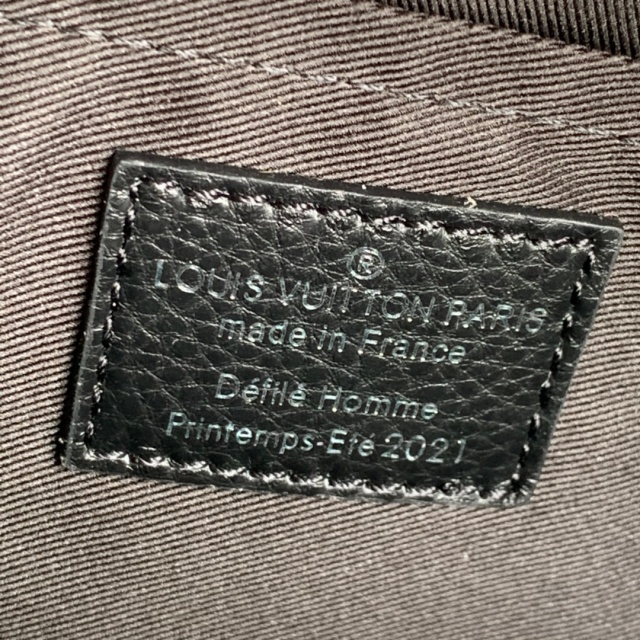 ®
LOUIS VUITTON PARIS
made in France
Défilé Homme
Printemps-Eté 2021